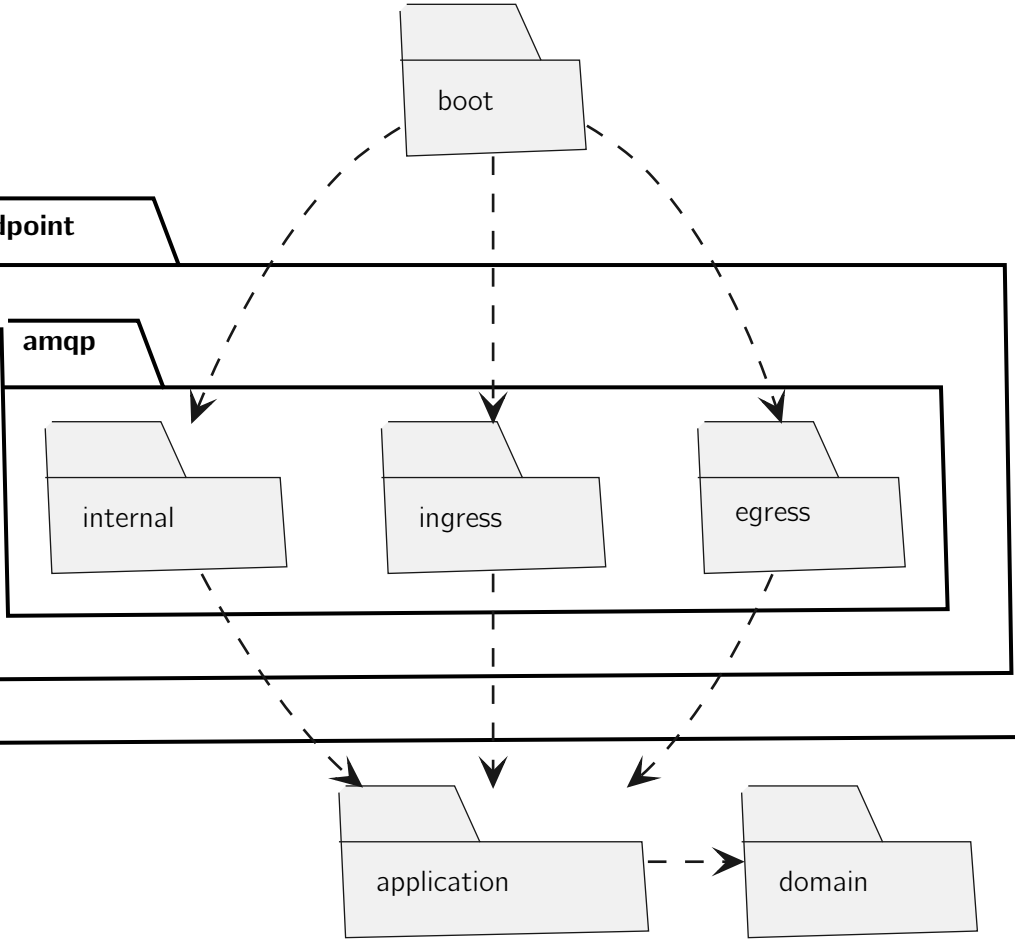 boot
dpoint
amqp
internal
ingress
egress
application
domain